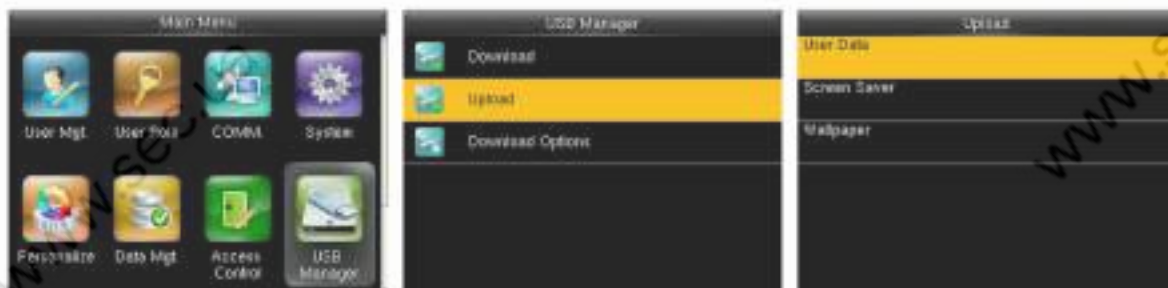 Main Menu
User Mgt.
User Role
COMM.
System
Personalize
Data Mgt.
Access
Control
USB
Manager
USB Manager
Download
Upload
Download Options
Upload
User Data
Screen Saver
Wallpaper